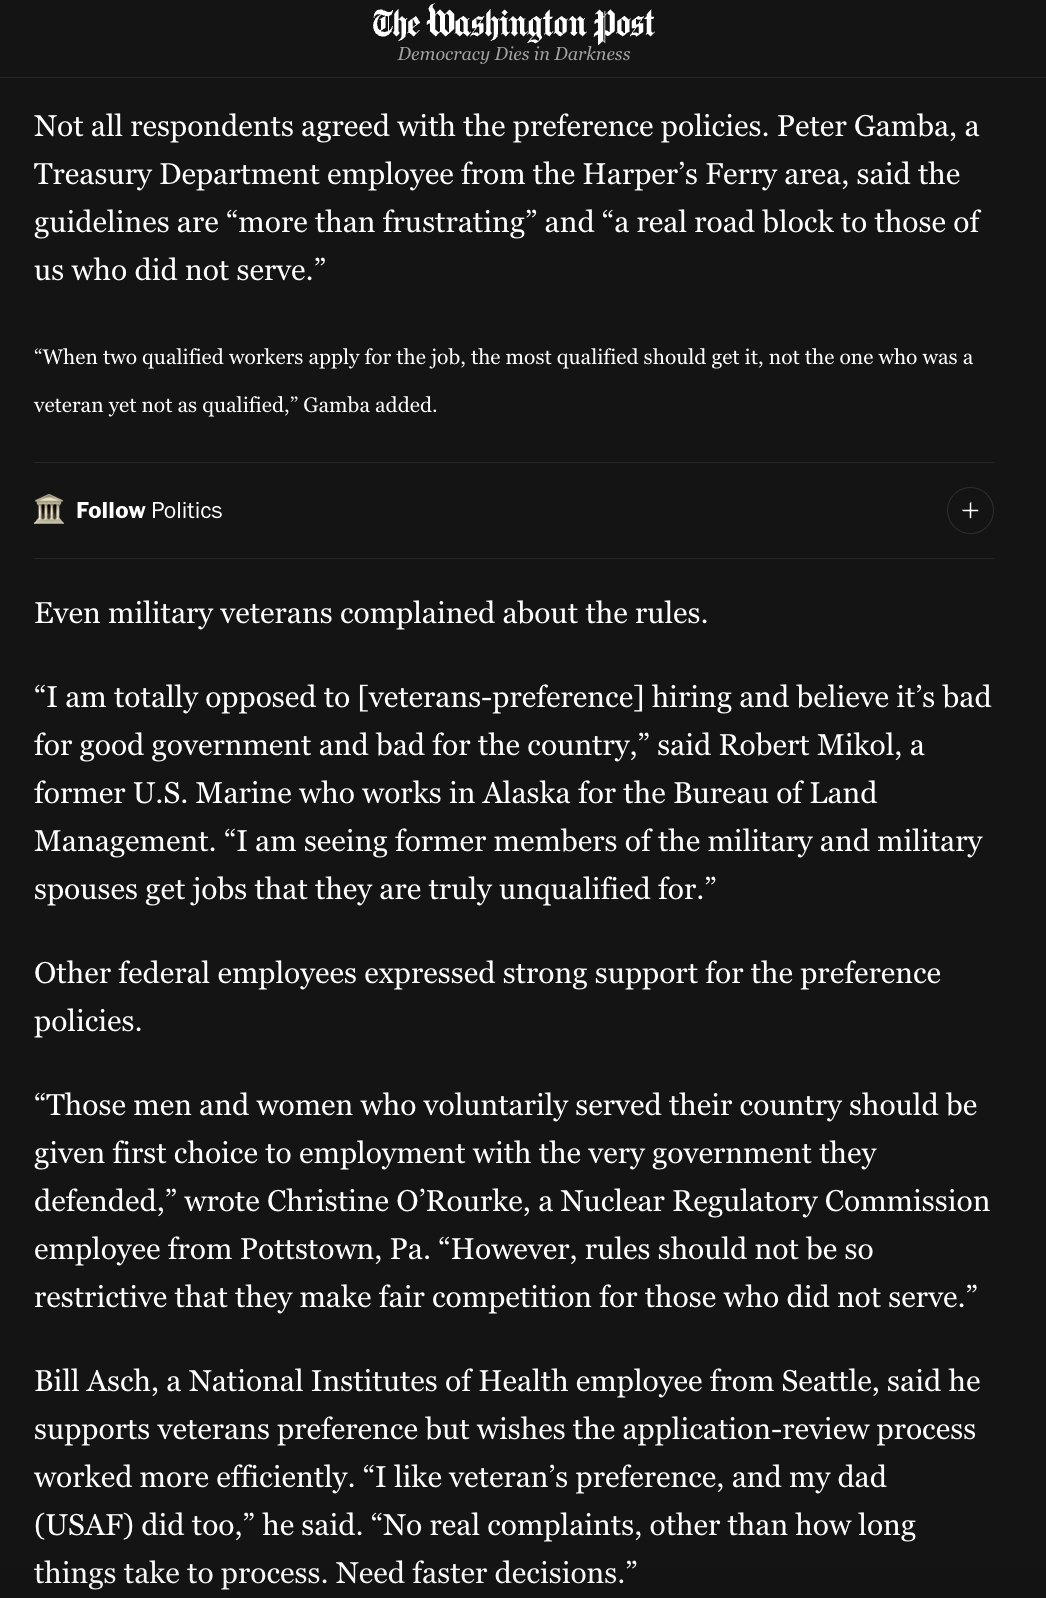 The Washington Post
Democracy Dies in Darkness
Not all respondents agreed with the preference policies. Peter Gamba, a
Treasury Department employee from the Harper’s Ferry area, said the
guidelines are “more than frustrating” and “a real road block to those of
us who did not serve.”
“When two qualified workers apply for the job, the most qualified should get it, not the one who was a
veteran yet not as qualified,” Gamba added.
Follow Politics
Even military veterans complained about the rules.
“I am totally opposed to [veterans-preference] hiring and believe it’s bad
for good government and bad for the country,” said Robert Mikol, a
former U.S. Marine who works in Alaska for the Bureau of Land
Management. “I am seeing former members of the military and military
spouses get jobs that they are truly unqualified for.”
Other federal employees expressed strong support for the preference
policies.
“Those men and women who voluntarily served their country should be
given first choice to employment with the very government they
defended,” wrote Christine O’Rourke, a Nuclear Regulatory Commission
employee from Pottstown, Pa. “However, rules should not be so
restrictive that they make fair competition for those who did not serve.”
Bill Asch, a National Institutes of Health employee from Seattle, said he
supports veterans preference but wishes the application-review process
worked more efficiently. “I like veteran’s preference, and my dad
(USAF) did too,” he said. “No real complaints, other than how long
things take to process. Need faster decisions.”